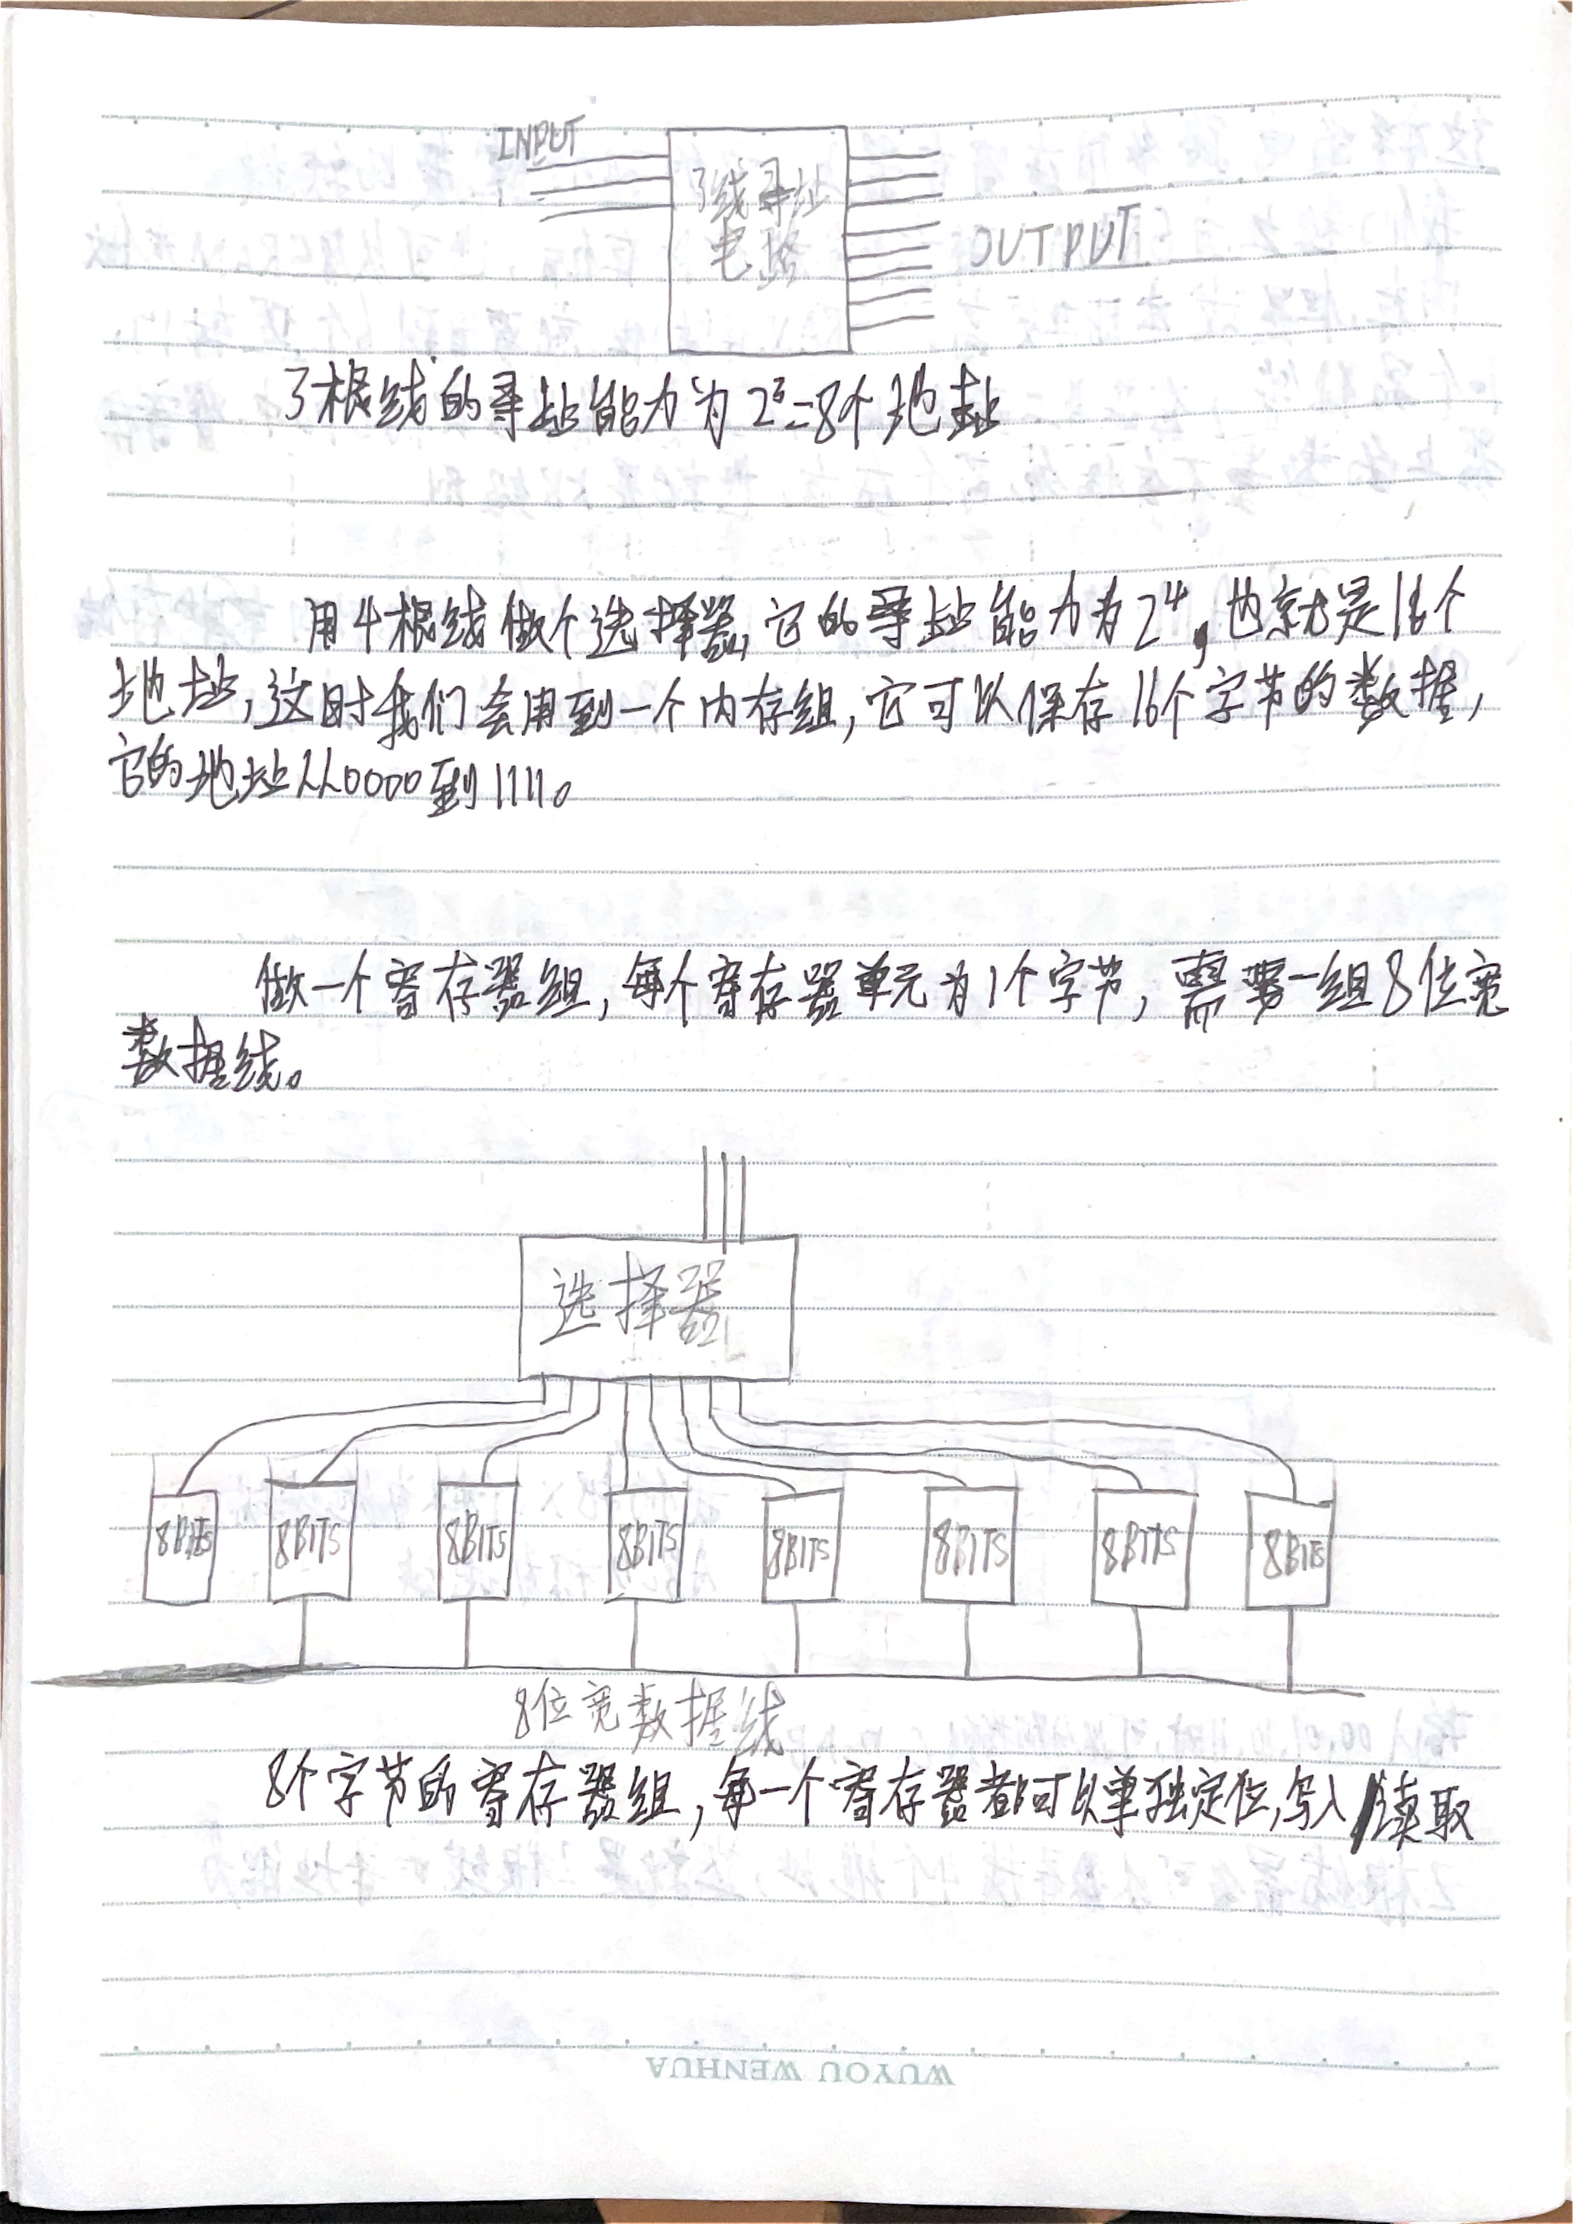 INPUT
3线寻址
电路
OUTPUT
3根线的寻址能力为2³=8个地址
用4根线做个选择器,它的寻址能力为2⁴,也就是16个
地址,这时我们会用到一个内存组,它可以保存16个字节的数据,
它的地址从0000到1111。
做一个寄存器组,每个寄存器单元为1个字节,需要一组8位宽
数据线。
选择器
8BITS 8BITS 8BITS 8BITS 8BITS 8BITS 8BITS 8BITS
8位宽数据线
8个字节的寄存器组,每一个寄存器都可以单独定位,写入/读取
WUYOU WENHUA